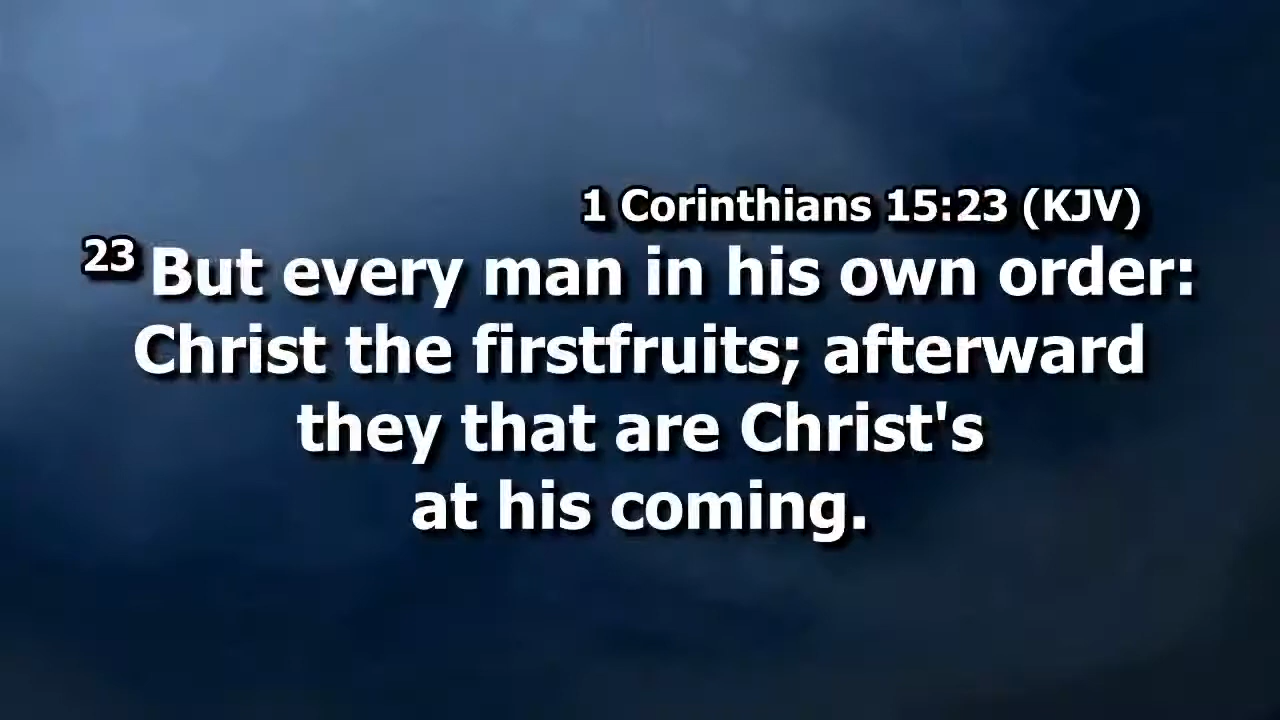 1 Corinthians 15:23 (KJV)
23 But every man in his own order:
Christ the firstfruits; afterward
they that are Christ's
at his coming.